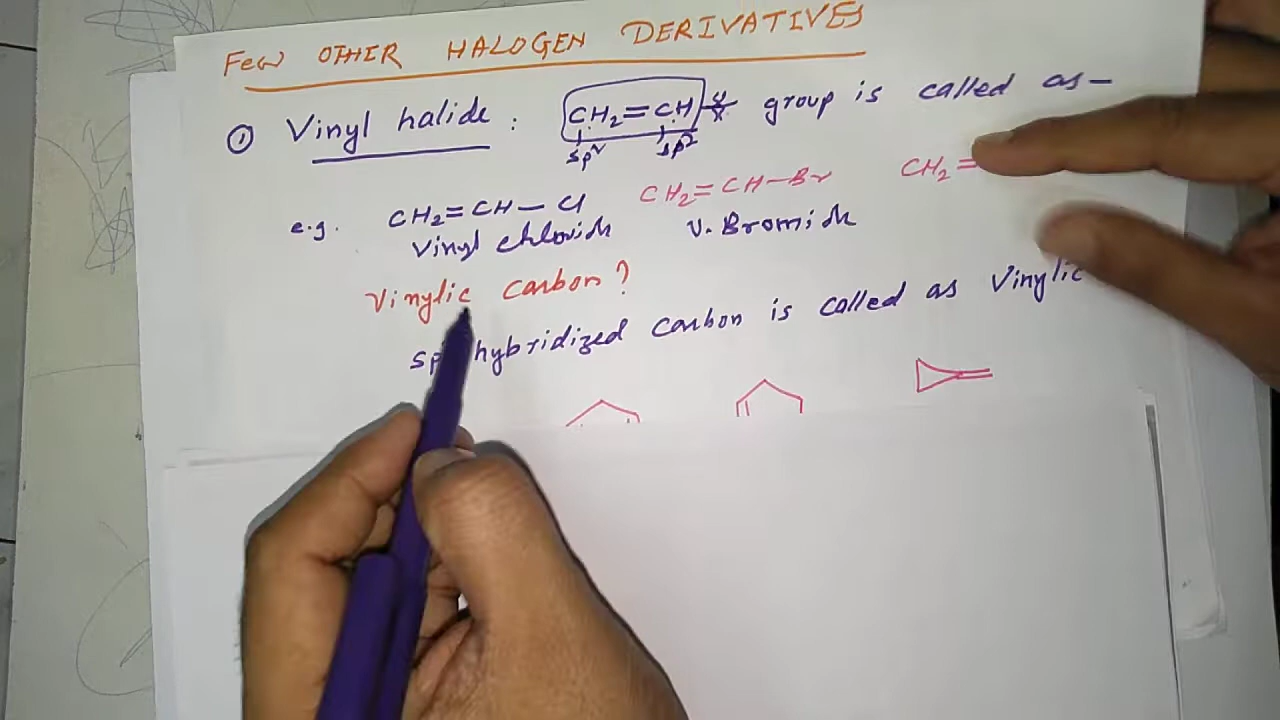 FEW OTHER HALOGEN DERIVATIVES
① Vinyl halide : CH₂=CH group is called as-
sp² sp²
e.g. CH₂=CH-Cl CH₂=CH-Br CH₂=
Vinyl chloride V. Bromide
Vinylic carbon?
sp hybridized carbon is called as Vinylic